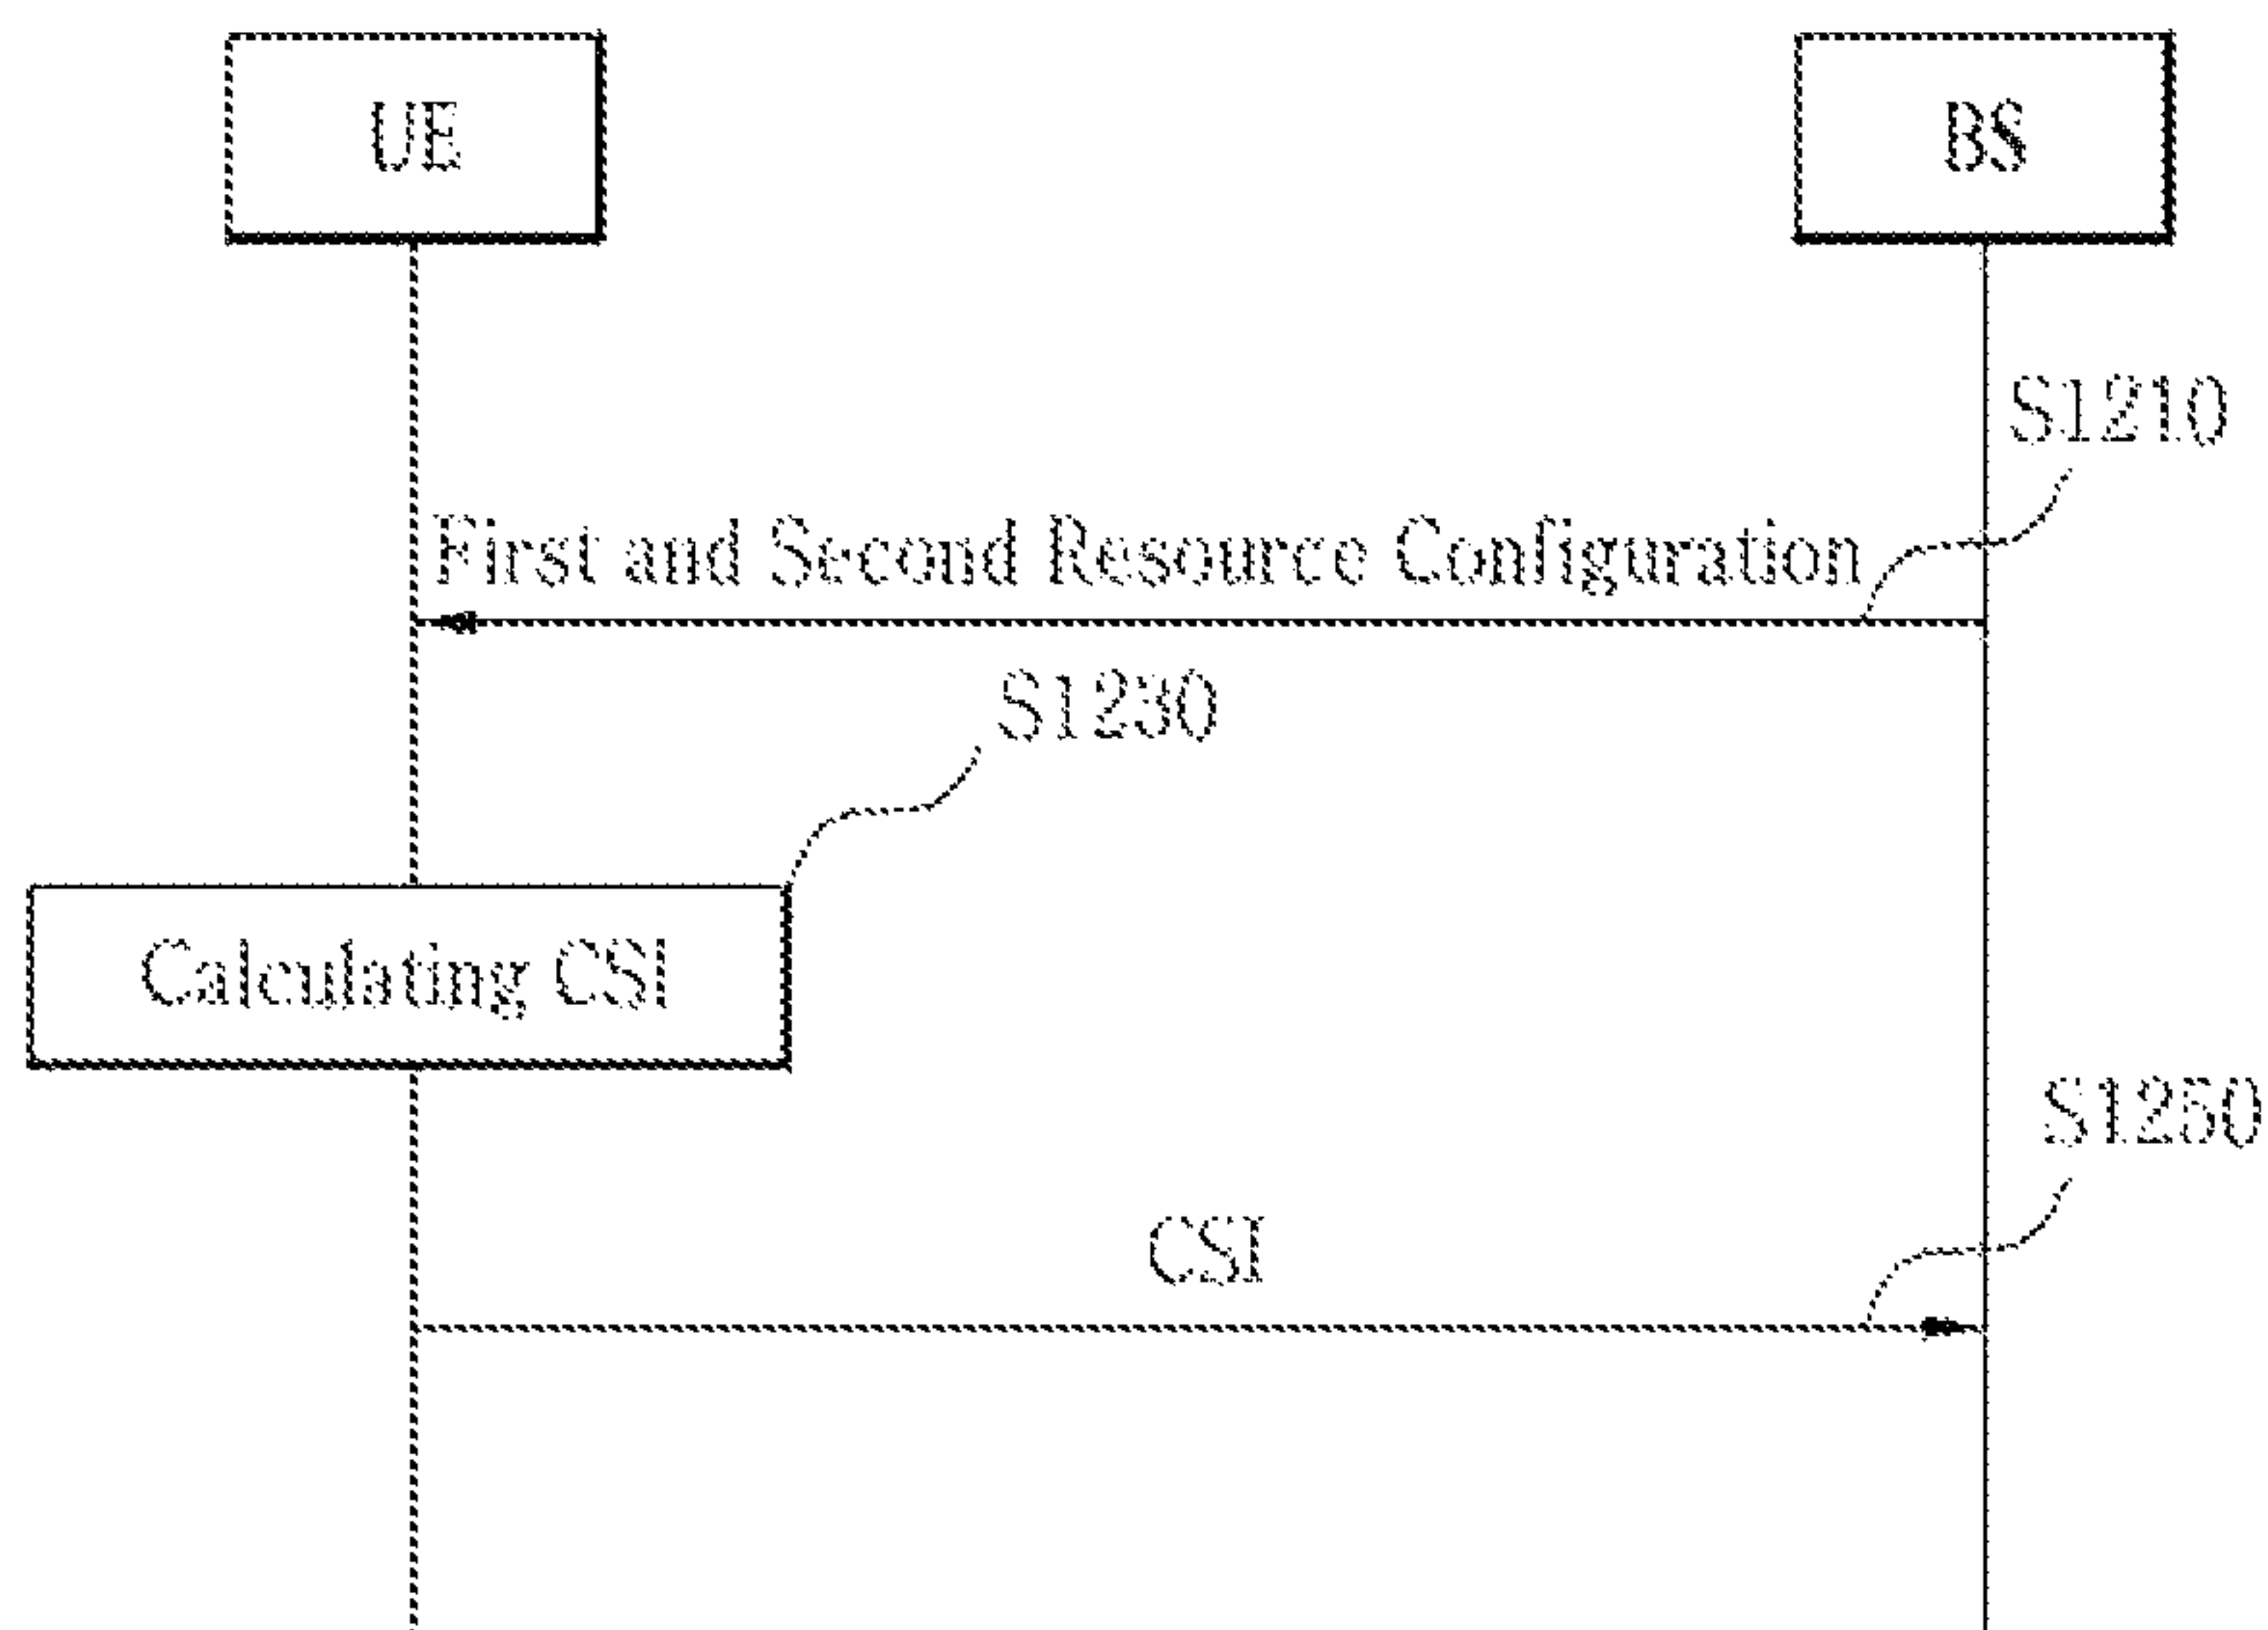 UE
BS
S1210
First and Second Resource Configuration
S1230
Calculating CSI
S1250
CSI